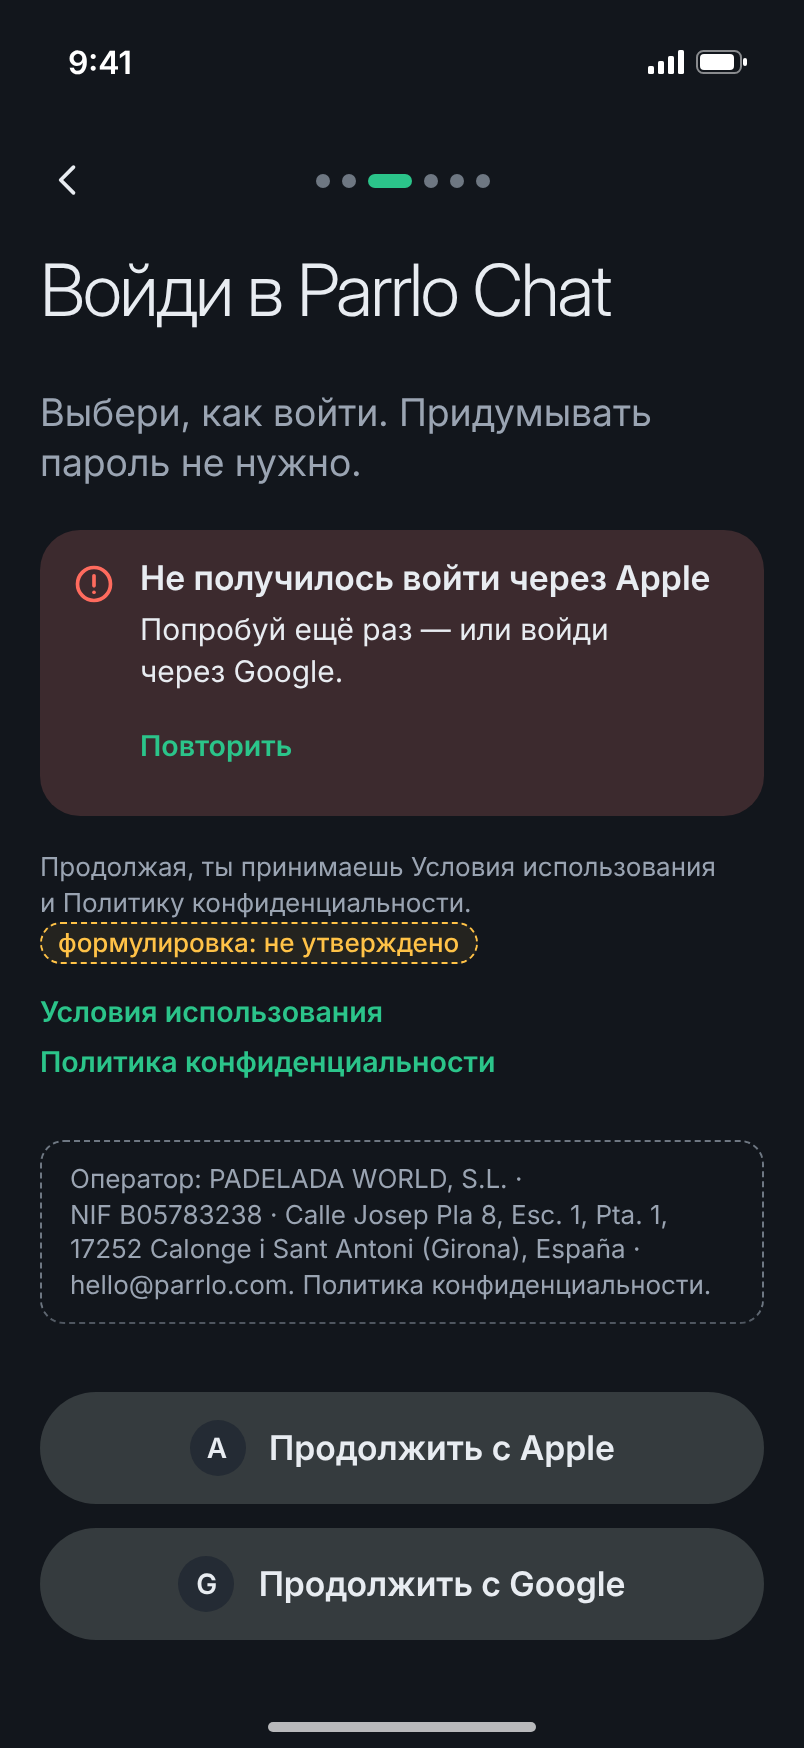 9:41
Войди в Parrlo Chat
Выбери, как войти. Придумывать
пароль не нужно.
Не получилось войти через Apple
Попробуй ещё раз — или войди
через Google.
Повторить
Продолжая, ты принимаешь Условия использования
и Политику конфиденциальности.
формулировка: не утверждено
Условия использования
Политика конфиденциальности
Оператор: PADELADA WORLD, S.L. ·
NIF B05783238 · Calle Josep Pla 8, Esc. 1, Pta. 1,
17252 Calonge i Sant Antoni (Girona), España ·
hello@parrlo.com. Политика конфиденциальности.
A Продолжить с Apple
G Продолжить с Google